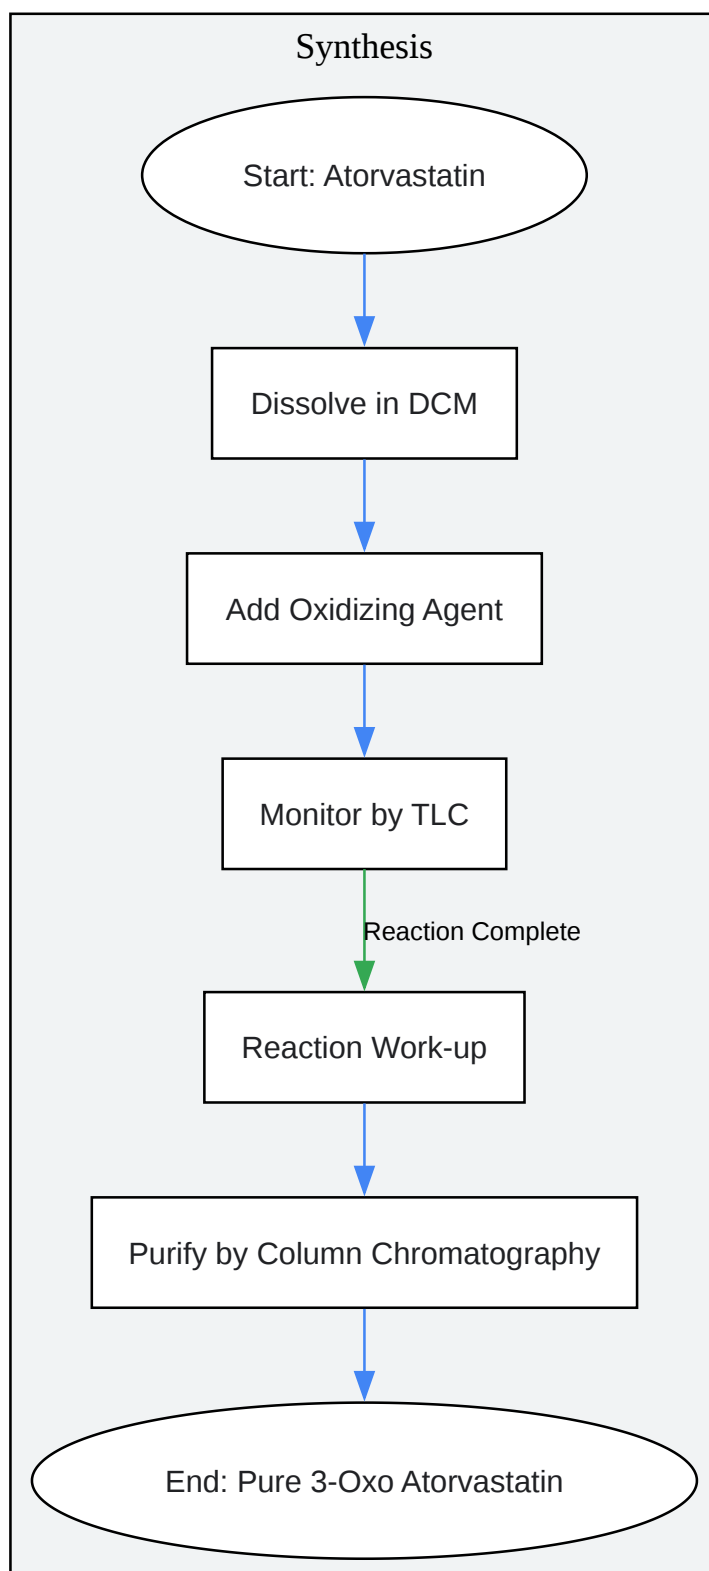 Synthesis
Start: Atorvastatin
Dissolve in DCM
Add Oxidizing Agent
Monitor by TLC
Reaction Complete
Reaction Work-up
Purify by Column Chromatography
End: Pure 3-Oxo Atorvastatin